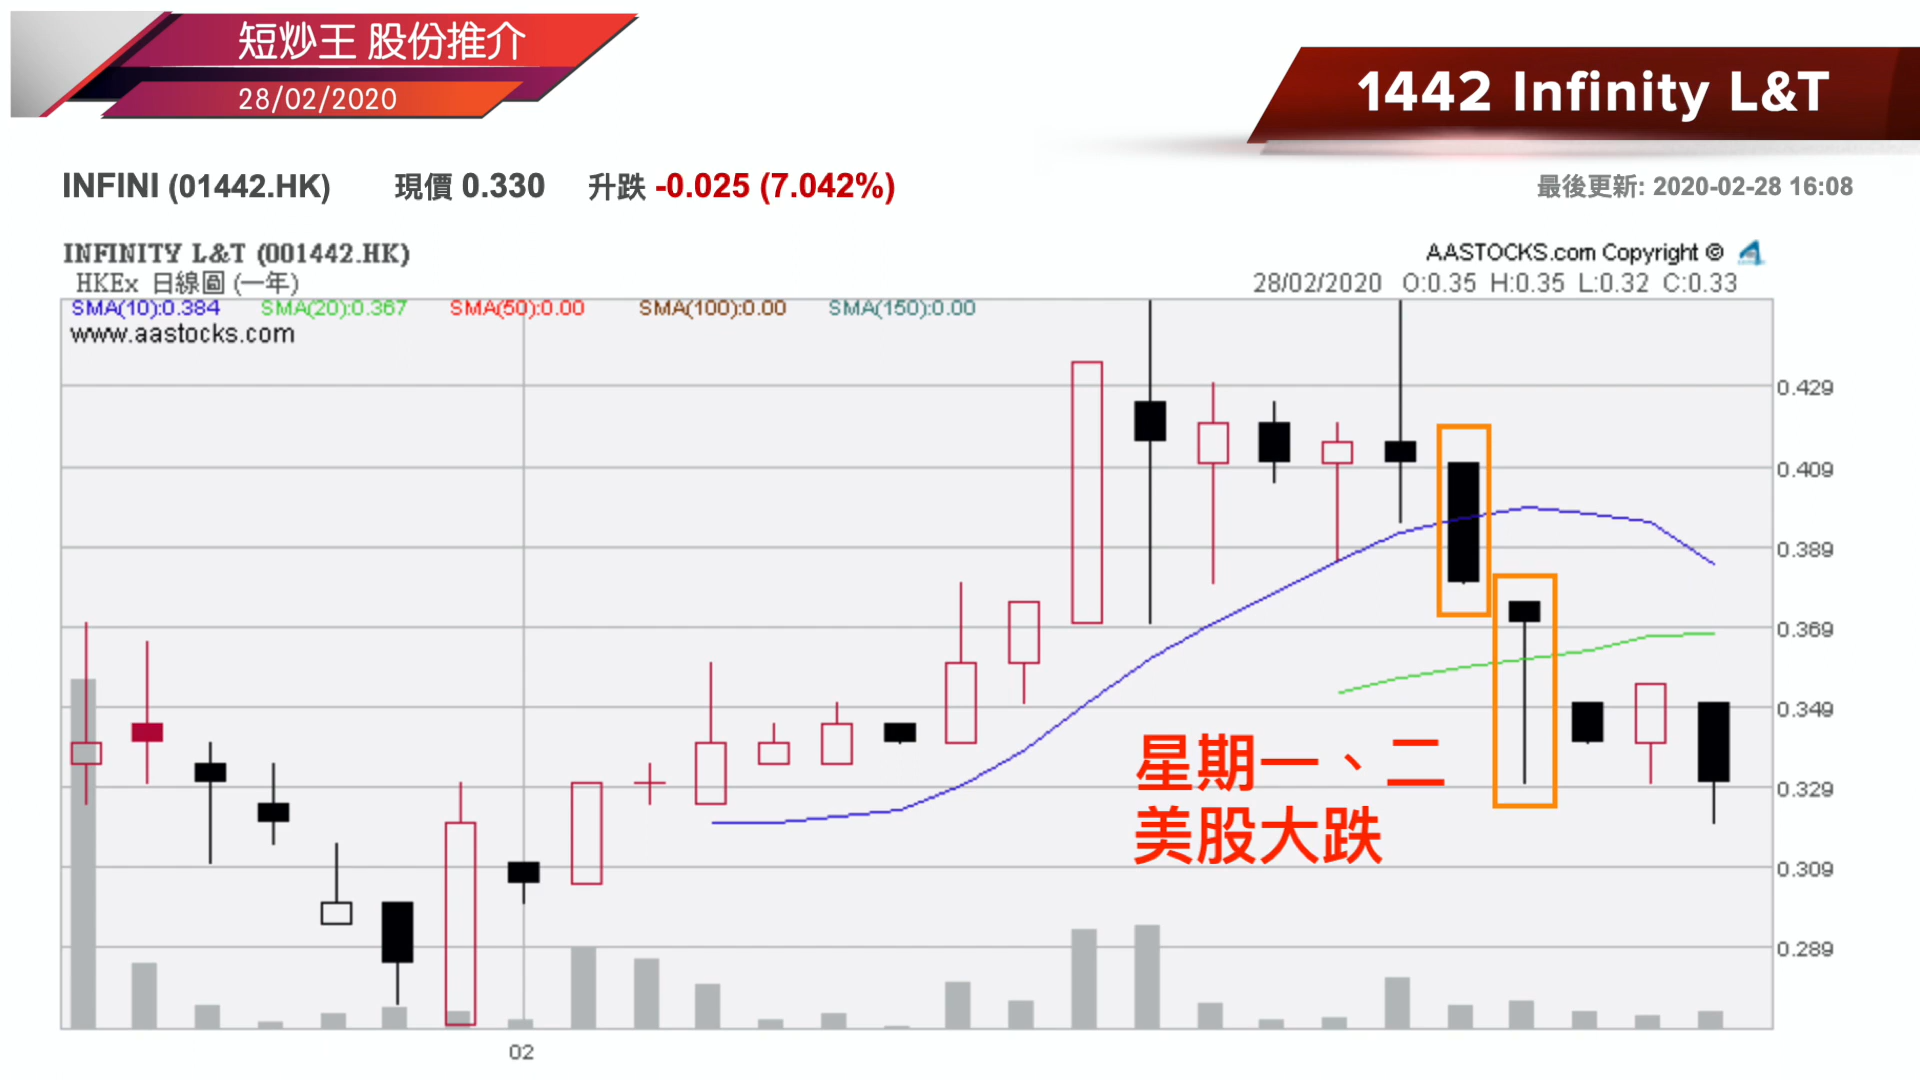 短炒王 股份推介
28/02/2020
1442 Infinity L&T
INFINI (01442.HK) 現價 0.330 升跌 -0.025 (7.042%)
最後更新: 2020-02-28 16:08
INFINITY L&T (001442.HK)
AASTOCKS.com Copyright ©
HKEx 日線圖 (一年)
28/02/2020 O:0.35 H:0.35 L:0.32 C:0.33
SMA(10):0.384 SMA(20):0.367 SMA(50):0.00 SMA(100):0.00 SMA(150):0.00
www.aastocks.com
0.429
0.409
0.389
0.369
0.349
0.329
0.309
0.289
星期一、二
美股大跌
02